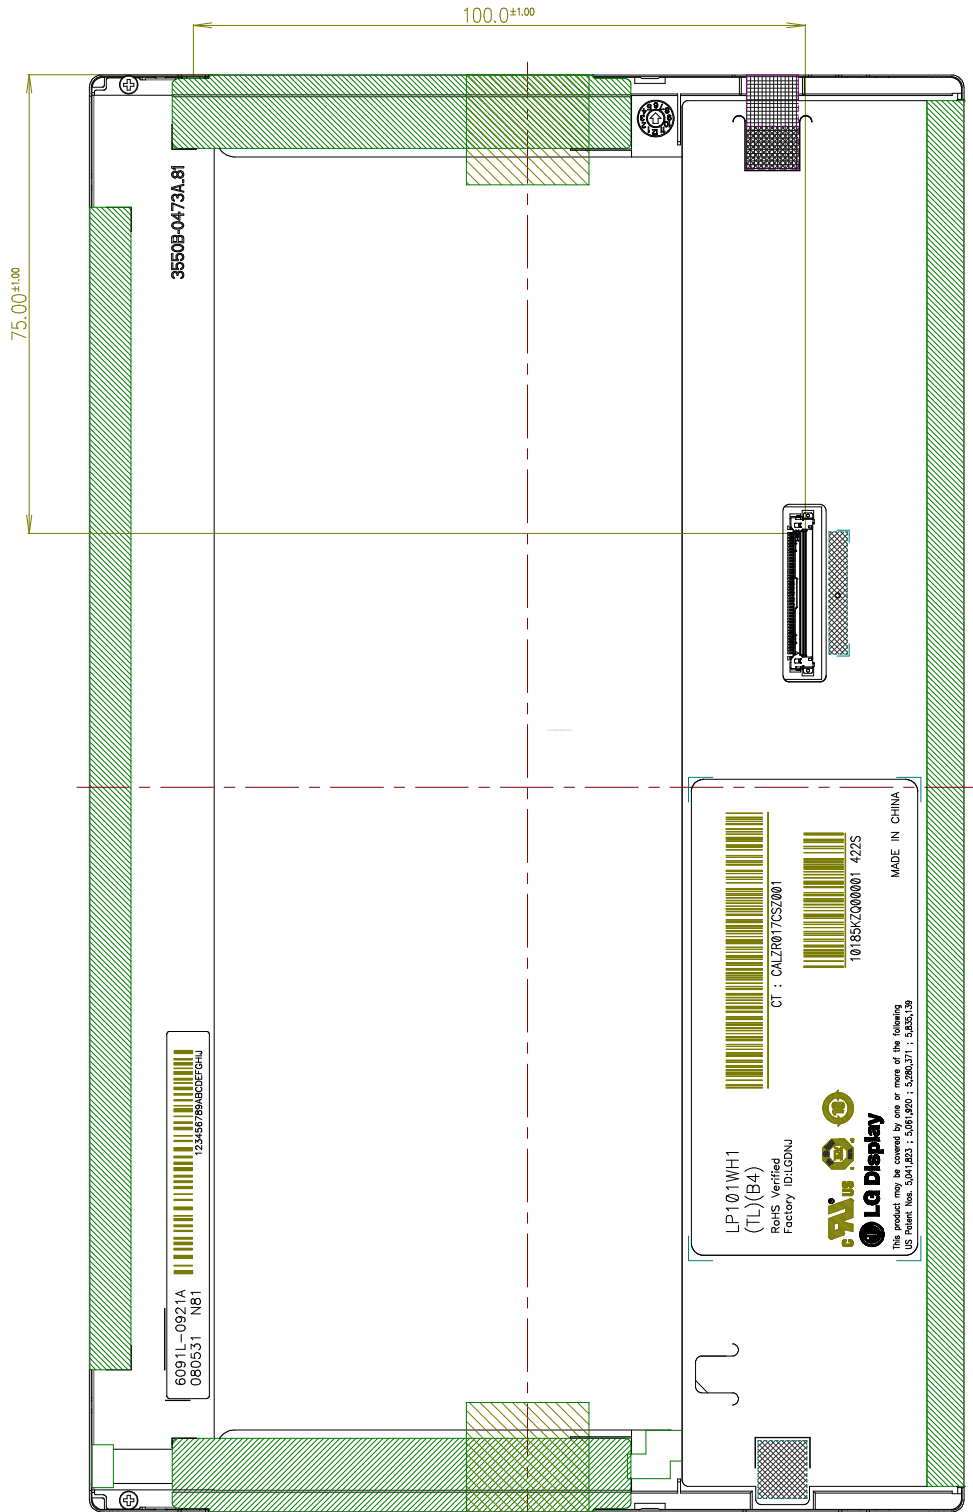 100.0±1.00
75.00±1.00
3550B-0473A.81
123456789ABCDEFGHIJ
6091L-0921A
080531 N81
CT : CALZR017CSZ001
10185KZQ00001 422S
MADE IN CHINA
LP101WH1
(TL)(B4)
RoHS Verified
Factory ID:LGDNJ
c US
LG Display
This product may be covered by one or more of the following
US Patent Nos. 5,041,823 ; 5,061,920 ; 5,280,371 ; 5,835,139